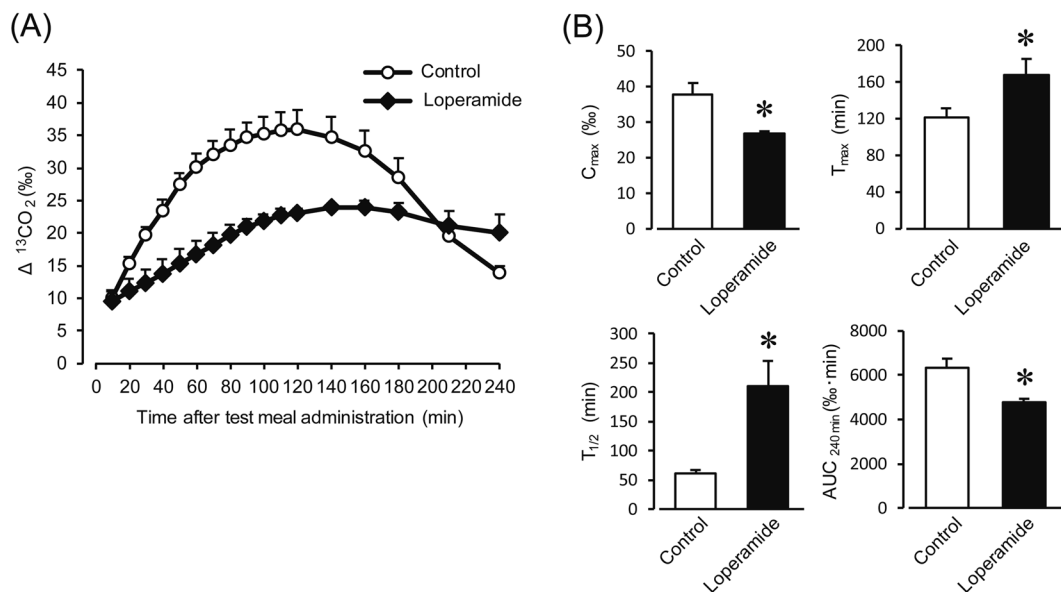 (A)
45
40
35
30
25
20
15
10
5
0
Δ ¹³CO₂(‰)
Control
Loperamide
0 20 40 60 80 100 120 140 160 180 200 220 240
Time after test meal administration (min)
(B)
50
40
30
20
10
0
Cmax (‰)
*
Control
Loperamide
200
160
120
80
40
0
Tmax (min)
*
Control
Loperamide
300
250
200
150
100
50
0
T1/2 (min)
*
Control
Loperamide
8000
6000
4000
2000
0
AUC 240 min (‰·min)
*
Control
Loperamide